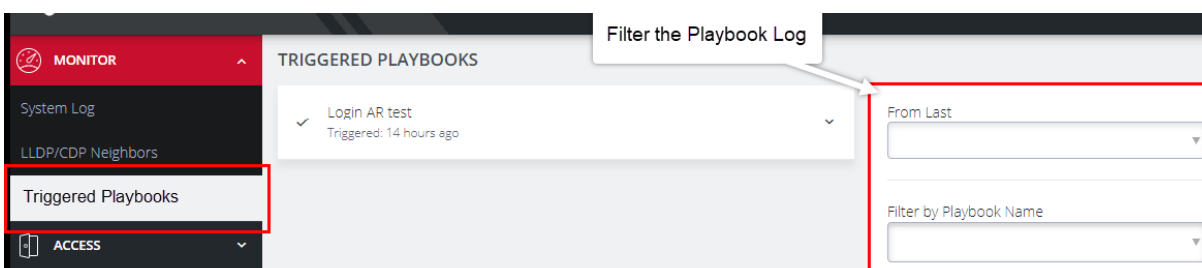 Filter the Playbook Log
MONITOR
System Log
LLDP/CDP Neighbors
Triggered Playbooks
ACCESS
TRIGGERED PLAYBOOKS
Login AR test
Triggered: 14 hours ago
From Last
Filter by Playbook Name